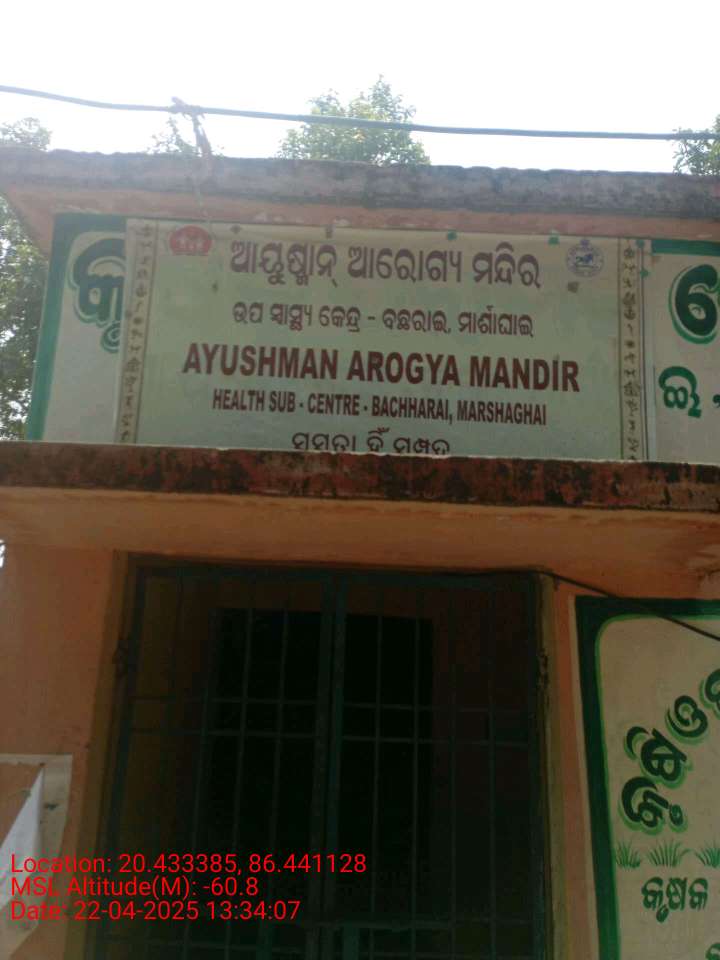 ଆୟୁଷ୍ମାନ୍ ଆରୋଗ୍ୟ ମନ୍ଦିର
ଉପ ସ୍ୱାସ୍ଥ୍ୟ କେନ୍ଦ୍ର - ବଛରାଇ, ମାର୍ଶାଘାଇ
AYUSHMAN AROGYA MANDIR
HEALTH SUB - CENTRE - BACHHARAI, MARSHAGHAI
କୃଷି ଓ
କୃଷକ
Location: 20.433385, 86.441128
MSL Altitude(M): -60.8
Date: 22-04-2025 13:34:07